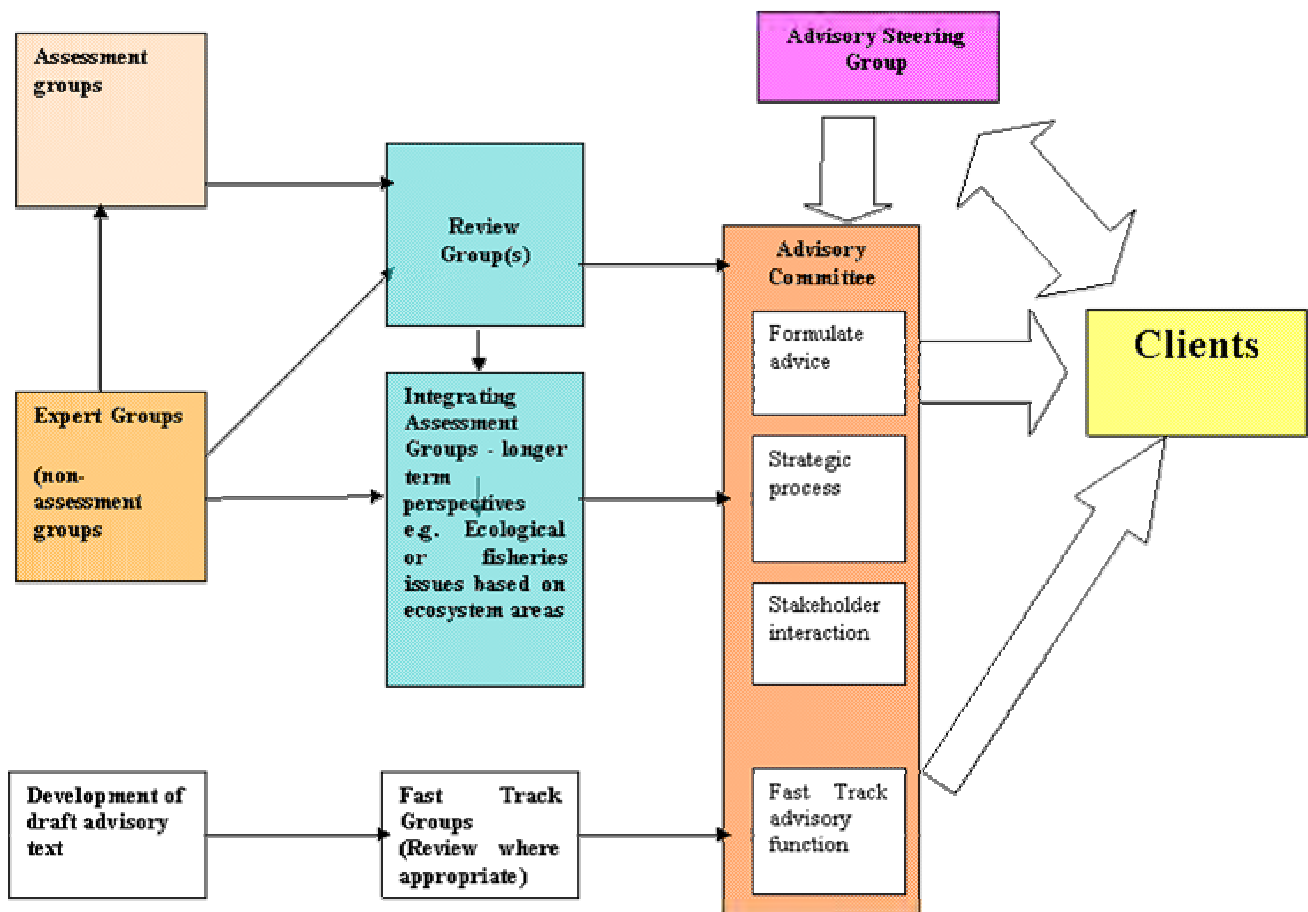 Assessment
groups
Advisory Steering
Group
Review
Group(s)
Advisory
Committee
Formulate
advice
Clients
Expert Groups
(non-
assessment
groups
Integrating
Assessment
Groups - longer
term
perspectives
e.g. Ecological
or fisheries
issues based on
ecosystem areas
Strategic
process
Stakeholder
interaction
Development of
draft advisory
text
Fast Track
Groups
(Review where
appropriate)
Fast Track
advisory
function